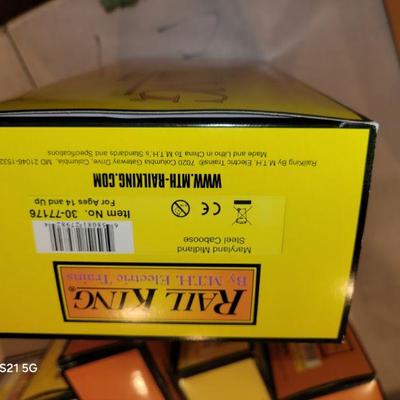 RAIL KING®
By M.T.H. Electric Trains
Maryland Midland
Steel Caboose
CE
Item No. 30-77176
For Ages 14 and Up
WWW.MTH-RAILKING.COM
RailKing By M.T.H. Electric Trains® 7020 Columbia Gateway Drive, Columbia, MD 21046-1532
Made and Litho in China To M.T.H.'s Standards and Specifications
S21 5G